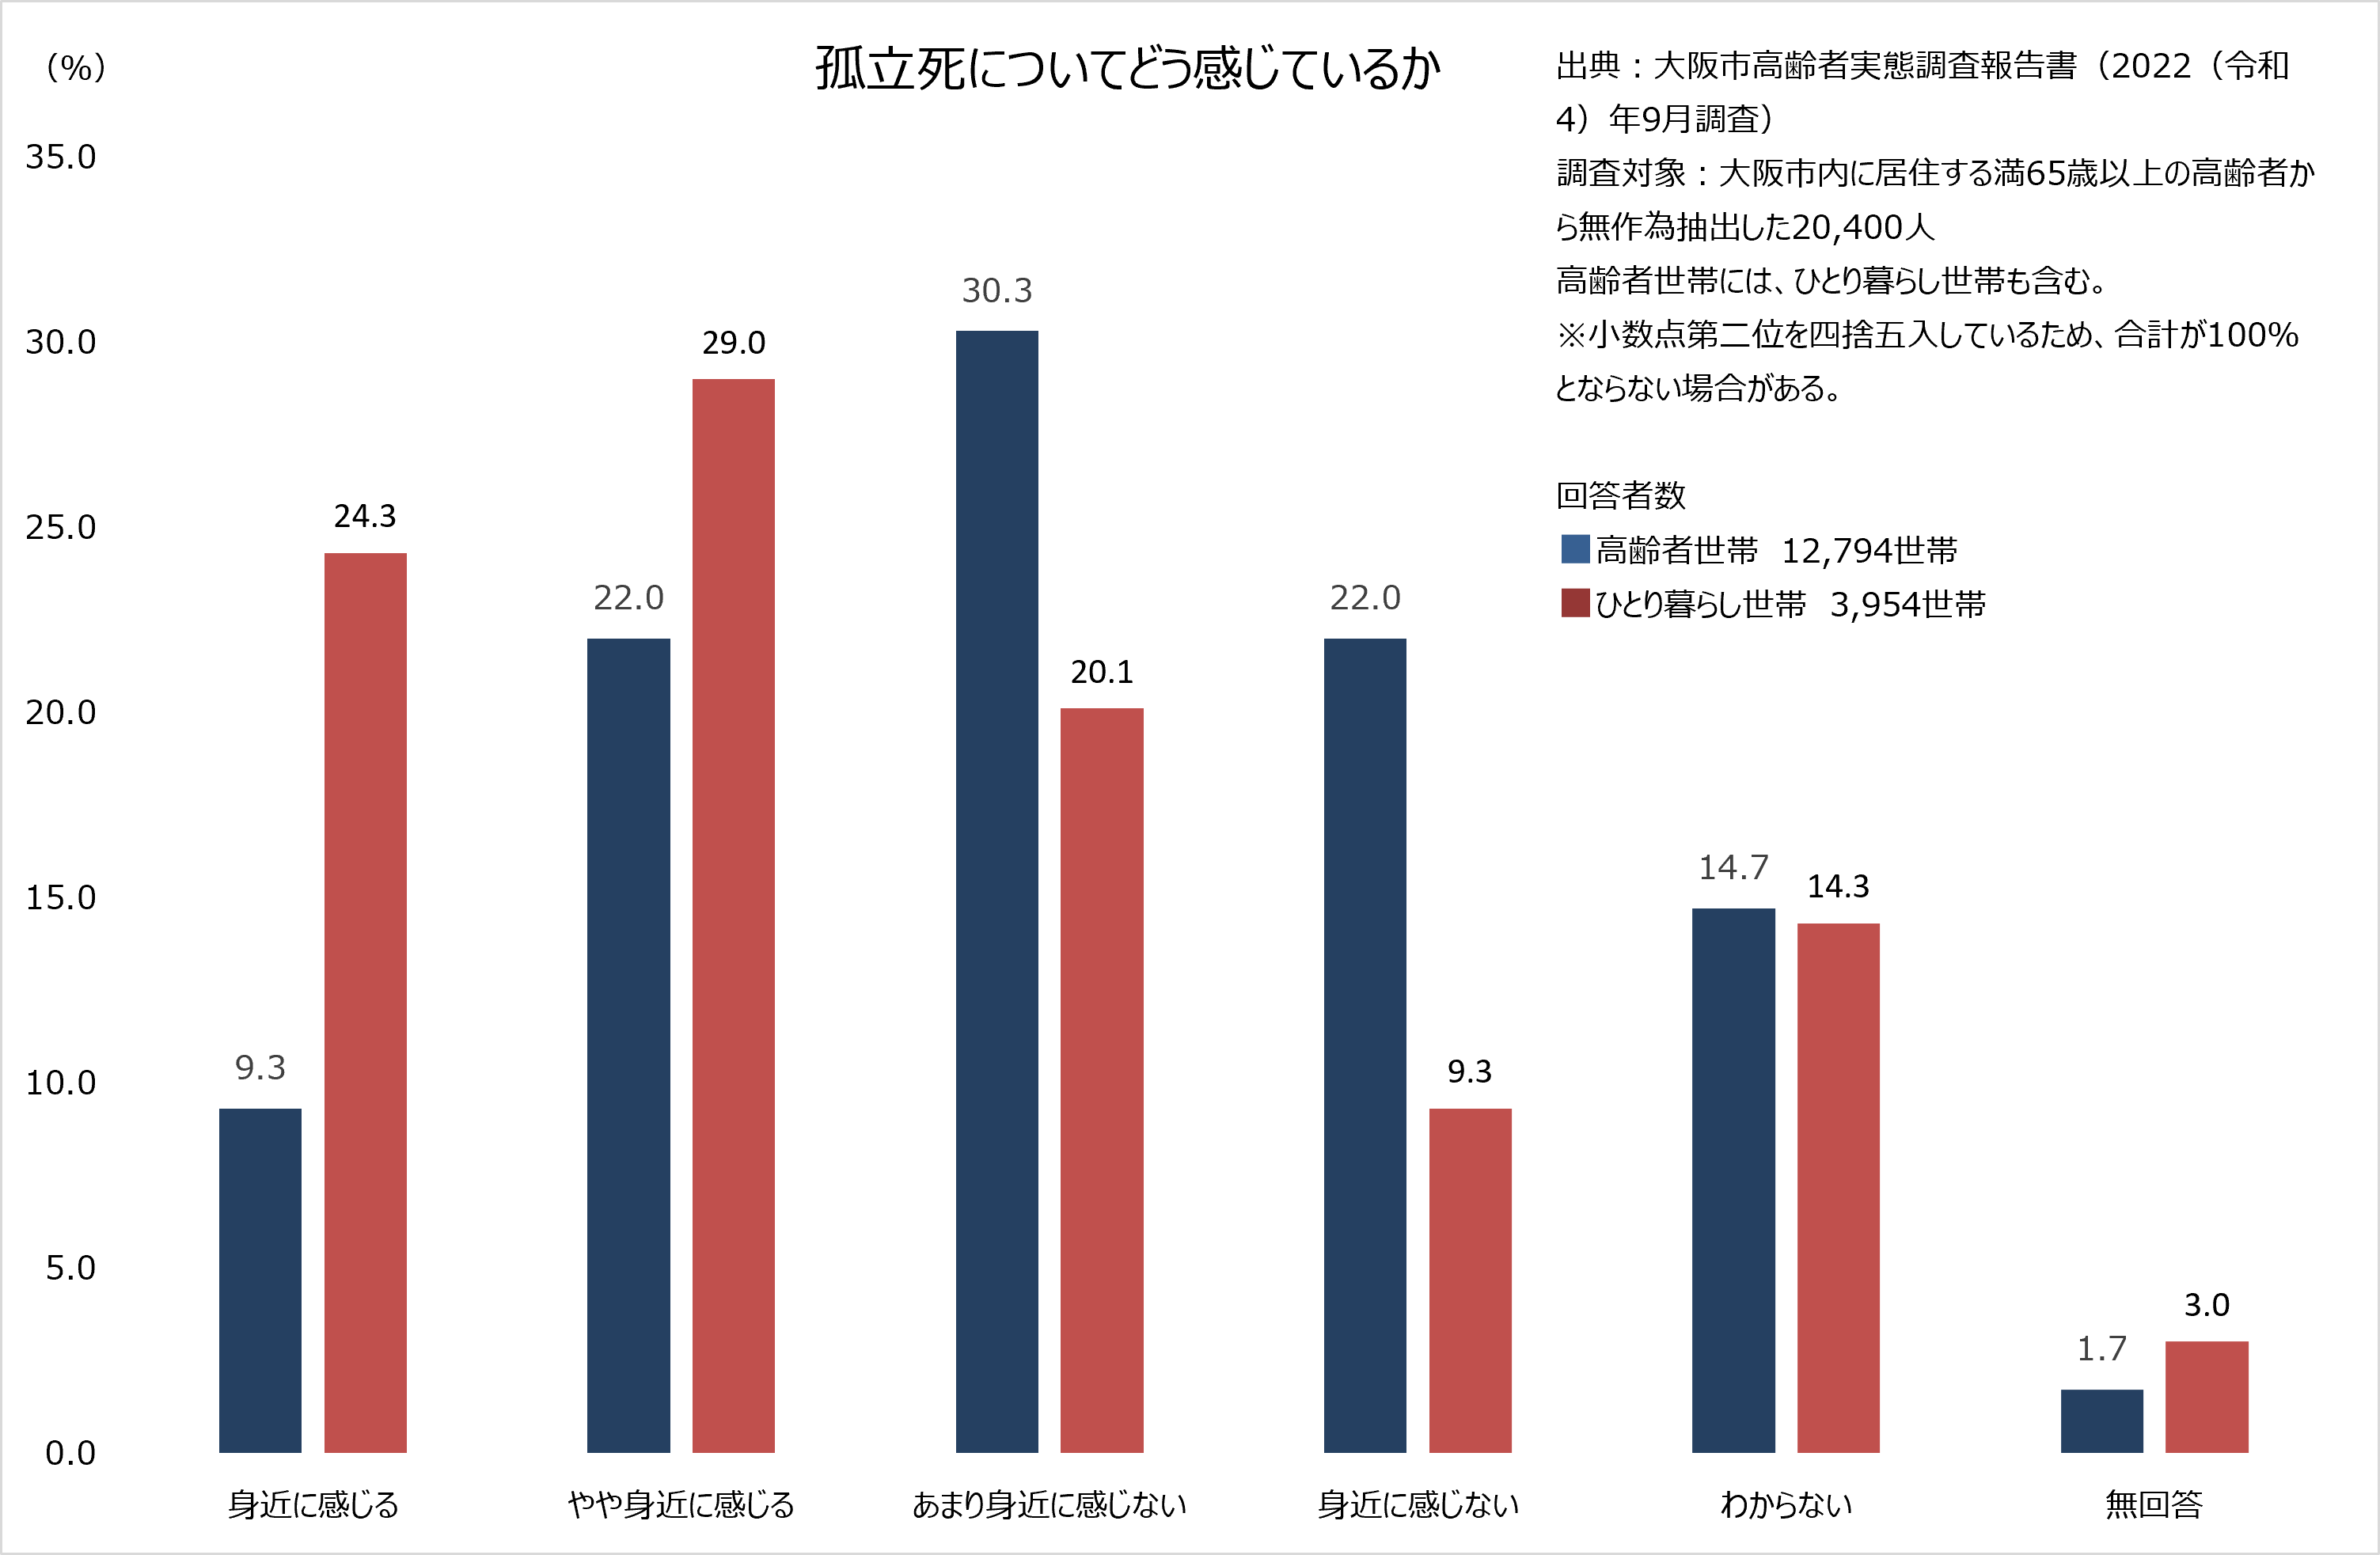 孤立死についてどう感じているか
（%）
出典：大阪市高齢者実態調査報告書（2022（令和
4）年9月調査）
調査対象：大阪市内に居住する満65歳以上の高齢者か
ら無作為抽出した20,400人
高齢者世帯には、ひとり暮らし世帯も含む。
※小数点第二位を四捨五入しているため、合計が100%
とならない場合がある。
回答者数
高齢者世帯　12,794世帯
ひとり暮らし世帯　3,954世帯
35.0
30.0
25.0
20.0
15.0
10.0
5.0
0.0
9.3
24.3
22.0
29.0
30.3
20.1
22.0
9.3
14.7
14.3
1.7
3.0
身近に感じる
やや身近に感じる
あまり身近に感じない
身近に感じない
わからない
無回答